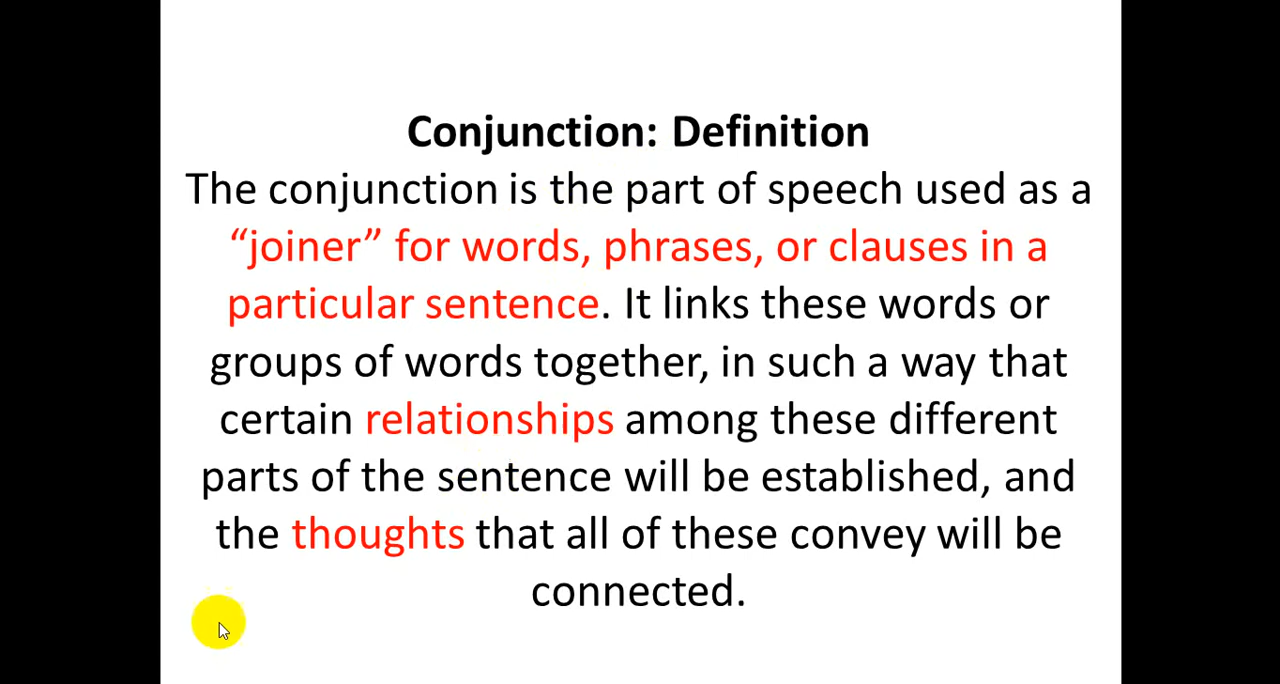 Conjunction: Definition
The conjunction is the part of speech used as a
“joiner” for words, phrases, or clauses in a
particular sentence. It links these words or
groups of words together, in such a way that
certain relationships among these different
parts of the sentence will be established, and
the thoughts that all of these convey will be
connected.